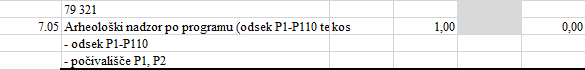 79 321
7.05 Arheološki nadzor po programu (odsek P1-P110 te kos 1,00 0,00
- odsek P1-P110
- počivališče P1, P2